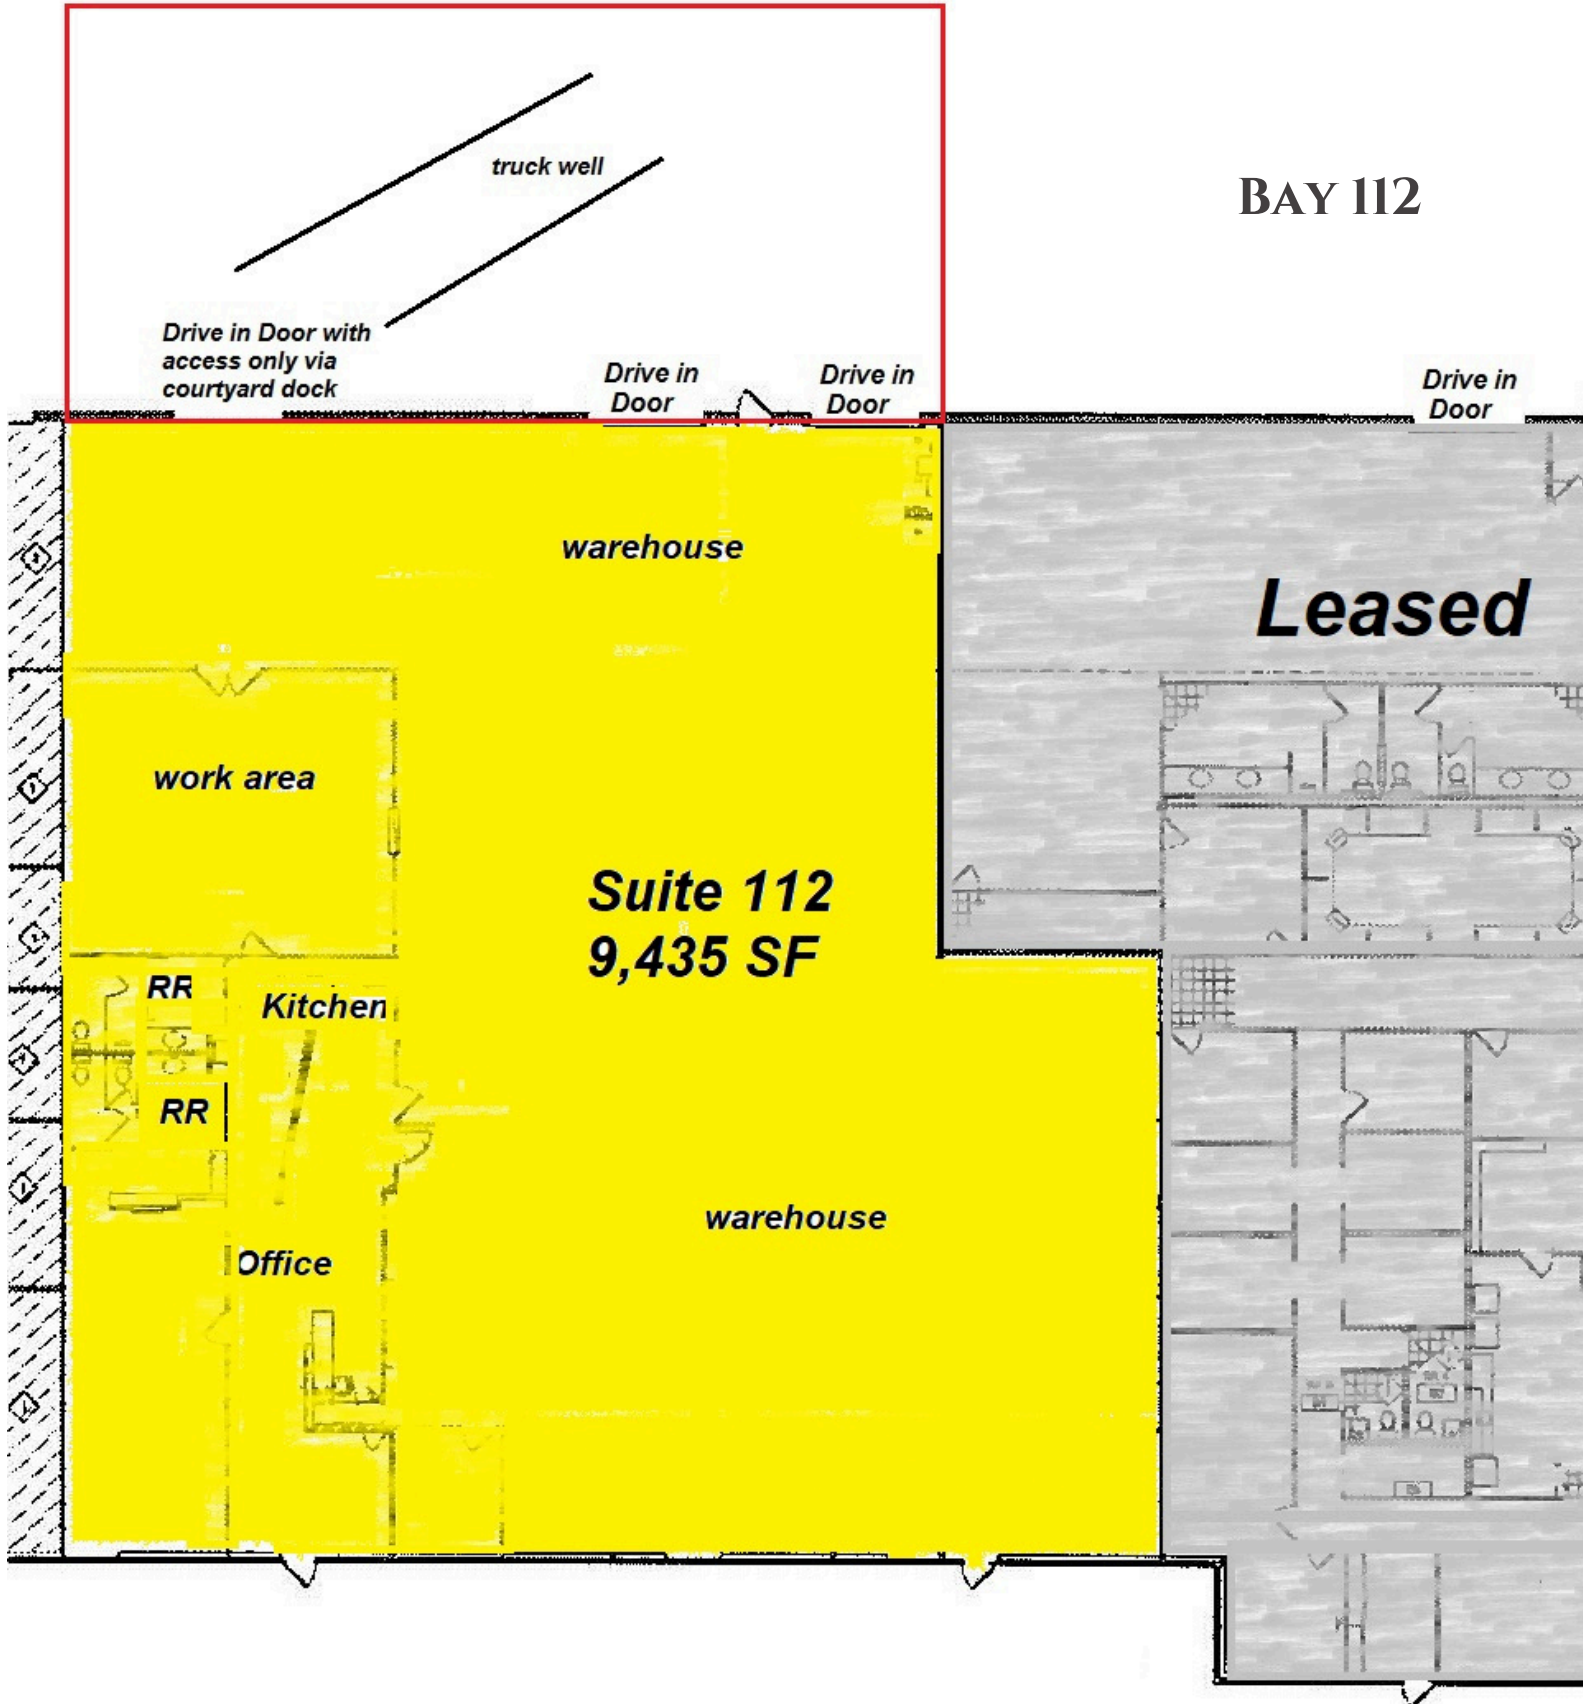 truck well
BAY 112
Drive in Door with
access only via
courtyard dock
Drive in
Door
Drive in
Door
Drive in
Door
warehouse
Leased
work area
Suite 112
9,435 SF
RR
Kitchen
RR
warehouse
Office